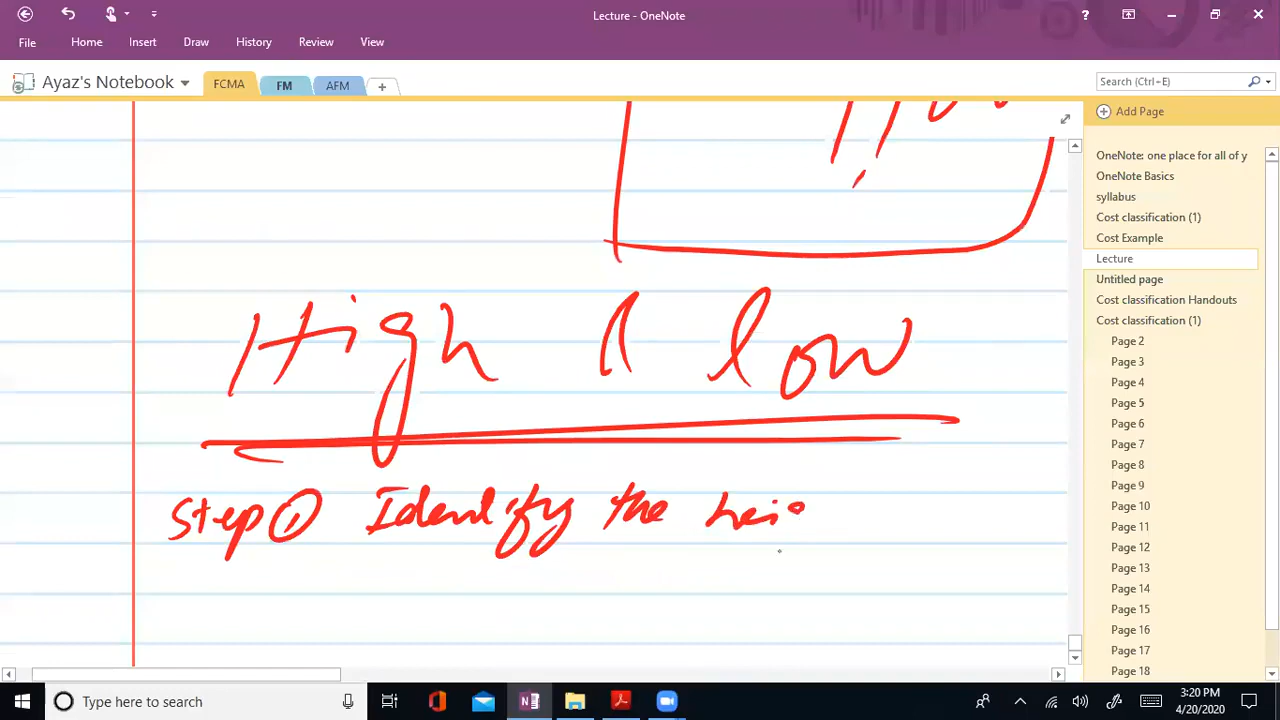 Lecture - OneNote
?
File Home Insert Draw History Review View
Ayaz's Notebook FCMA FM AFM +
Search (Ctrl+E)
Add Page
OneNote: one place for all of y
OneNote Basics
syllabus
Cost classification (1)
Cost Example
Lecture
Untitled page
Cost classification Handouts
Cost classification (1)
Page 2
Page 3
Page 4
Page 5
Page 6
Page 7
Page 8
Page 9
Page 10
Page 11
Page 12
Page 13
Page 14
Page 15
Page 16
Page 17
Page 18
High & low
Step ① Identify the
Type here to search
3:20 PM
4/20/2020